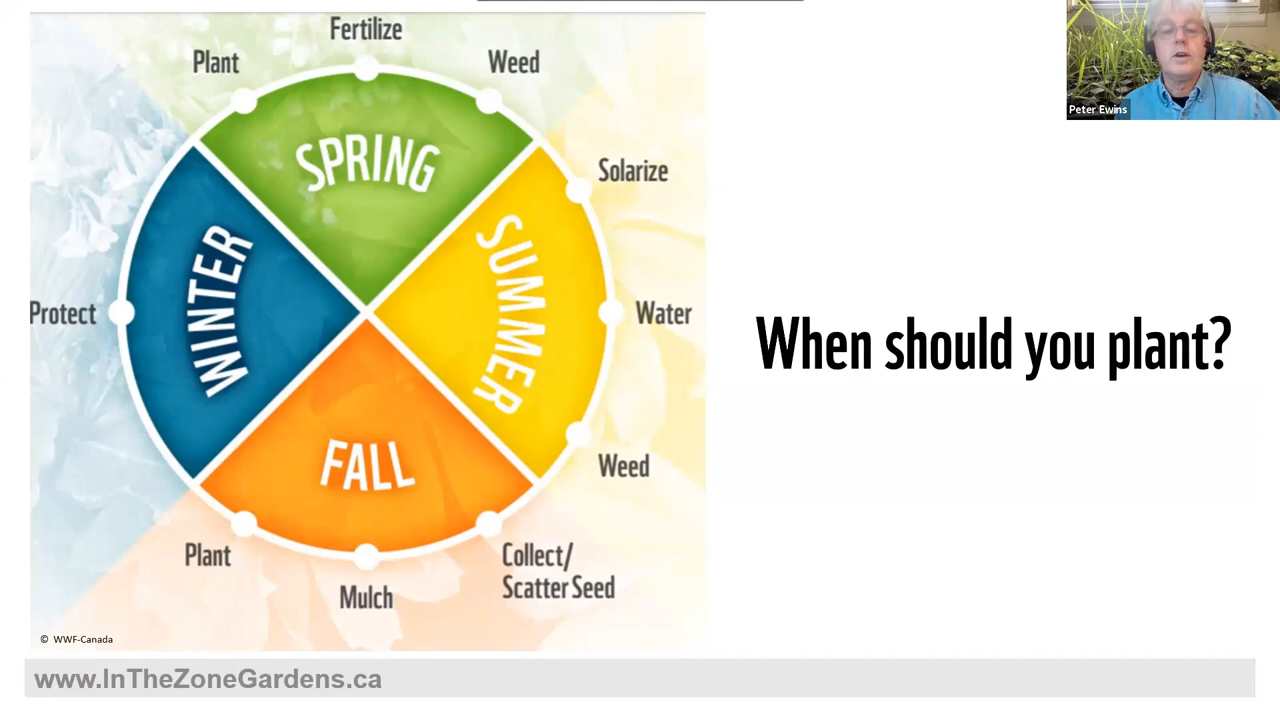 Fertilize
Plant
Weed
SPRING
Solarize
SUMMER
Water
Weed
WINTER
Protect
FALL
Plant
Mulch
Collect/
Scatter Seed
© WWF-Canada
When should you plant?
Peter Ewins
www.InTheZoneGardens.ca